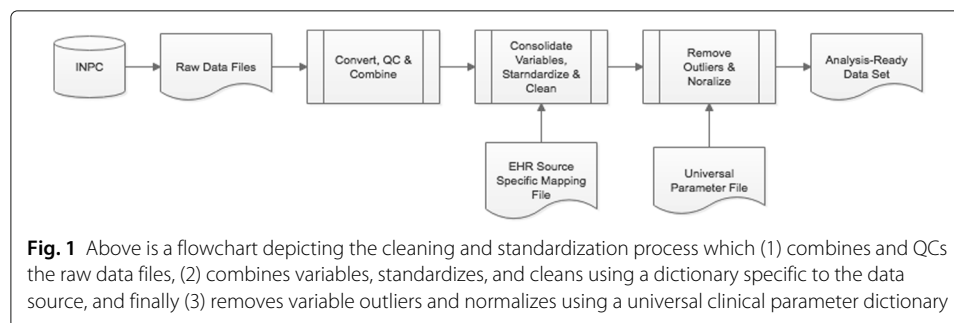 INPC
Raw Data Files
Convert, QC &
Combine
Consolidate
Variables,
Starndardize &
Clean
Remove
Outliers &
Noralize
Analysis-Ready
Data Set
EHR Source
Specific Mapping
File
Universal
Parameter File
Fig. 1 Above is a flowchart depicting the cleaning and standardization process which (1) combines and QCs
the raw data files, (2) combines variables, standardizes, and cleans using a dictionary specific to the data
source, and finally (3) removes variable outliers and normalizes using a universal clinical parameter dictionary